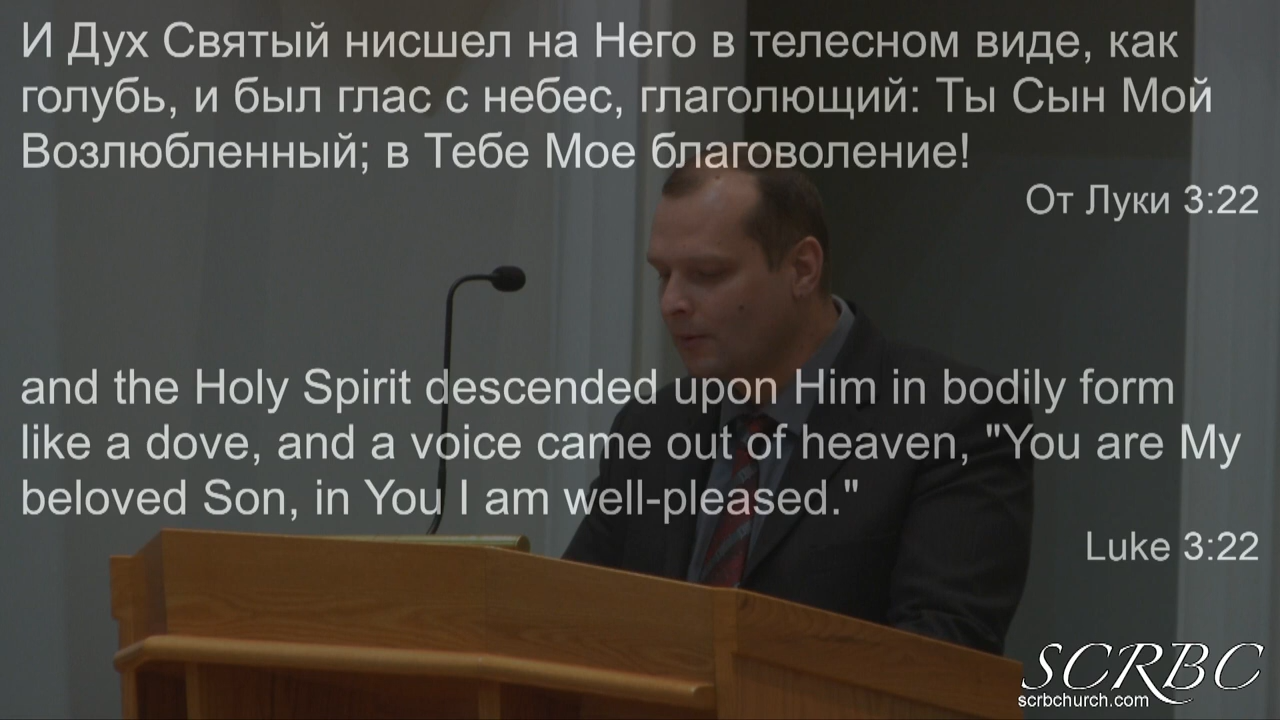 И Дух Святый нисшел на Него в телесном виде, как
голубь, и был глас с небес, глаголющий: Ты Сын Мой
Возлюбленный; в Тебе Мое благоволение!
От Луки 3:22
and the Holy Spirit descended upon Him in bodily form
like a dove, and a voice came out of heaven, "You are My
beloved Son, in You I am well-pleased."
Luke 3:22
SCRBC
scrbchurch.com